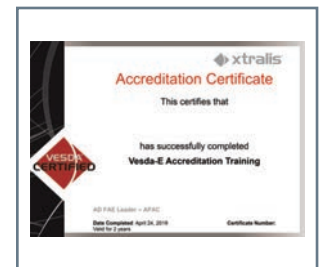 xtralis
Accreditation Certificate
This certifies that
has successfully completed
Vesda-E Accreditation Training
VESDA
CERTIFIED
AD FAE Leader – APAC
Date Completed April 24, 2019
Certificate Number:
Valid for 2 years